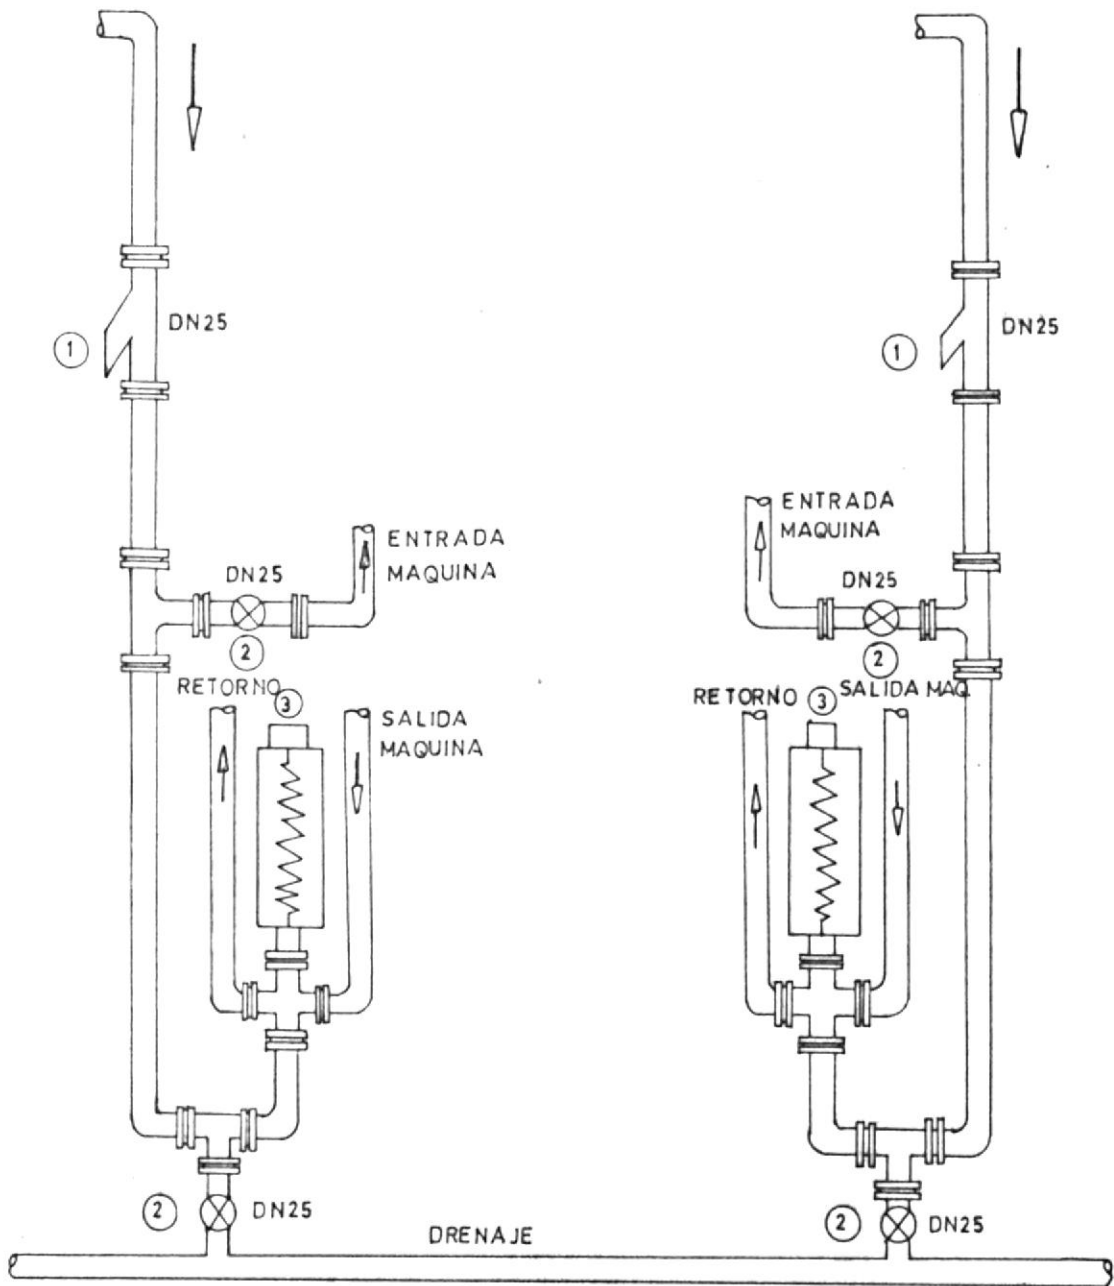 DN25
1
DN25
1
ENTRADA
MAQUINA
DN25
2
ENTRADA
MAQUINA
DN25
2
RETORNO
3
SALIDA
MAQUINA
RETORNO
3
SALIDA MAQ.
2
DN25
DRENAJE
2
DN25